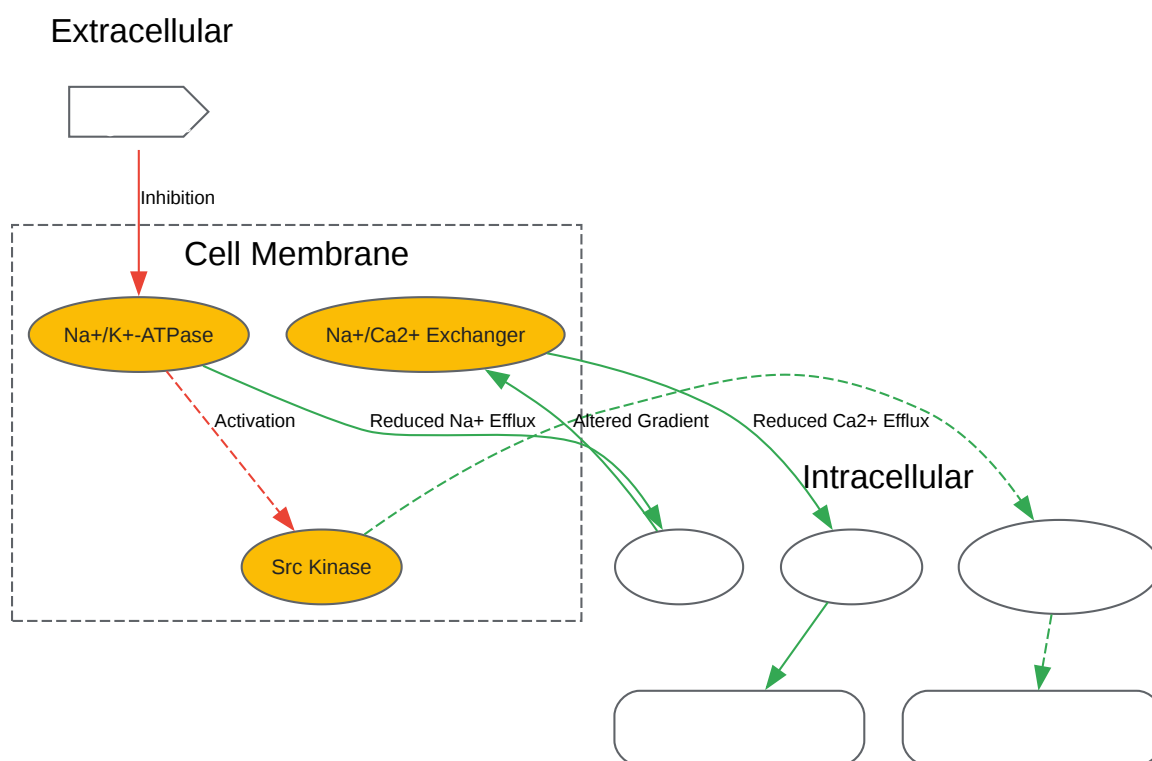 Extracellular
Inhibition
Cell Membrane
Na+/K+-ATPase
Na+/Ca2+ Exchanger
Activation
Reduced Na+ Efflux
Altered Gradient
Reduced Ca2+ Efflux
Intracellular
Src Kinase